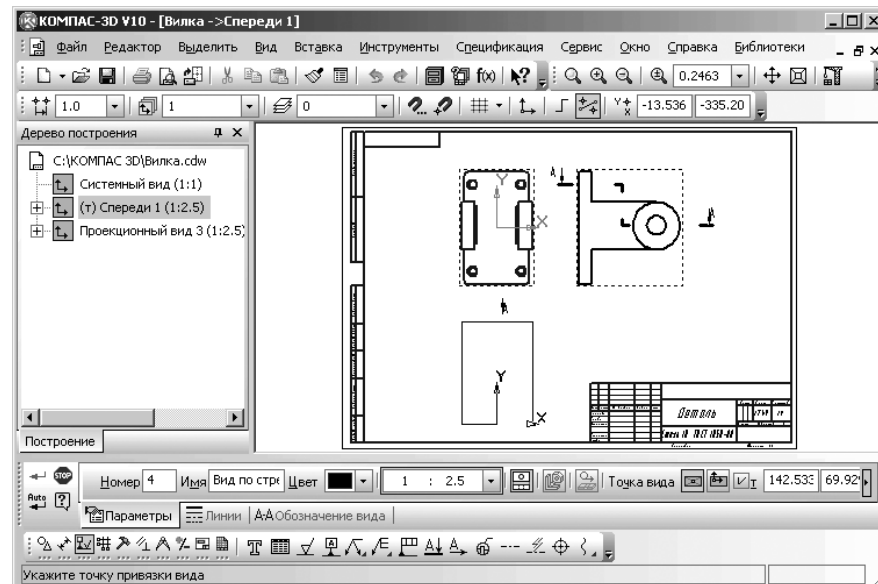 КОМПАС-3D V10 - [Вилка ->Спереди 1]
Файл Редактор Выделить Вид Вставка Инструменты Спецификация Сервис Окно Справка Библиотеки
f(x) 0.2463
1.0 1 0 Y X -13.536 -335.20
Дерево построения
C:\КОМПАС 3D\Вилка.cdw
Системный вид (1:1)
(т) Спереди 1 (1:2.5)
Проекционный вид 3 (1:2.5)
Построение
Y X
A
A
A
Y X
Деталь
STOP Номер 4 Имя Вид по стре Цвет 1 : 2.5 Точка вида т 142.533 69.92
Auto Параметры Линии А-А Обозначение вида
Укажите точку привязки вида